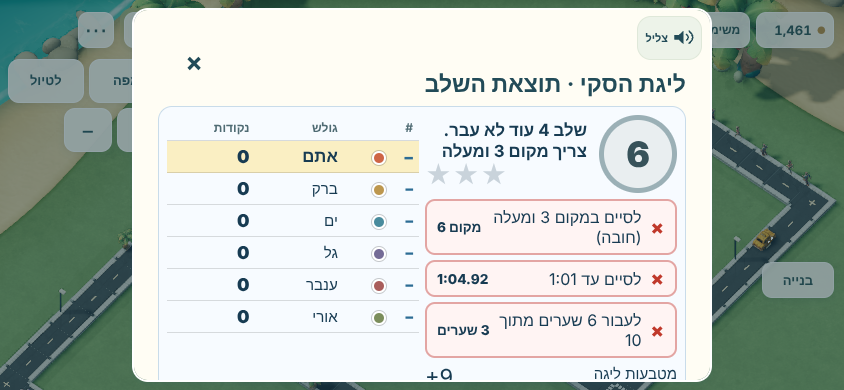 1,461
משימ
צליל
לטיול
מפה
בנייה
ליגת הסקי · תוצאת השלב
6
שלב 4 עוד לא עבר.
צריך מקום 3 ומעלה
לסיים במקום 3 ומעלה (חובה)
מקום 6
לסיים עד 1:01
1:04.92
לעבור 6 שערים מתוך 10
3 שערים
מטבעות ליגה
+9
# גולש נקודות
– אתם 0
– ברק 0
– ים 0
– גל 0
– ענבר 0
– אורי 0